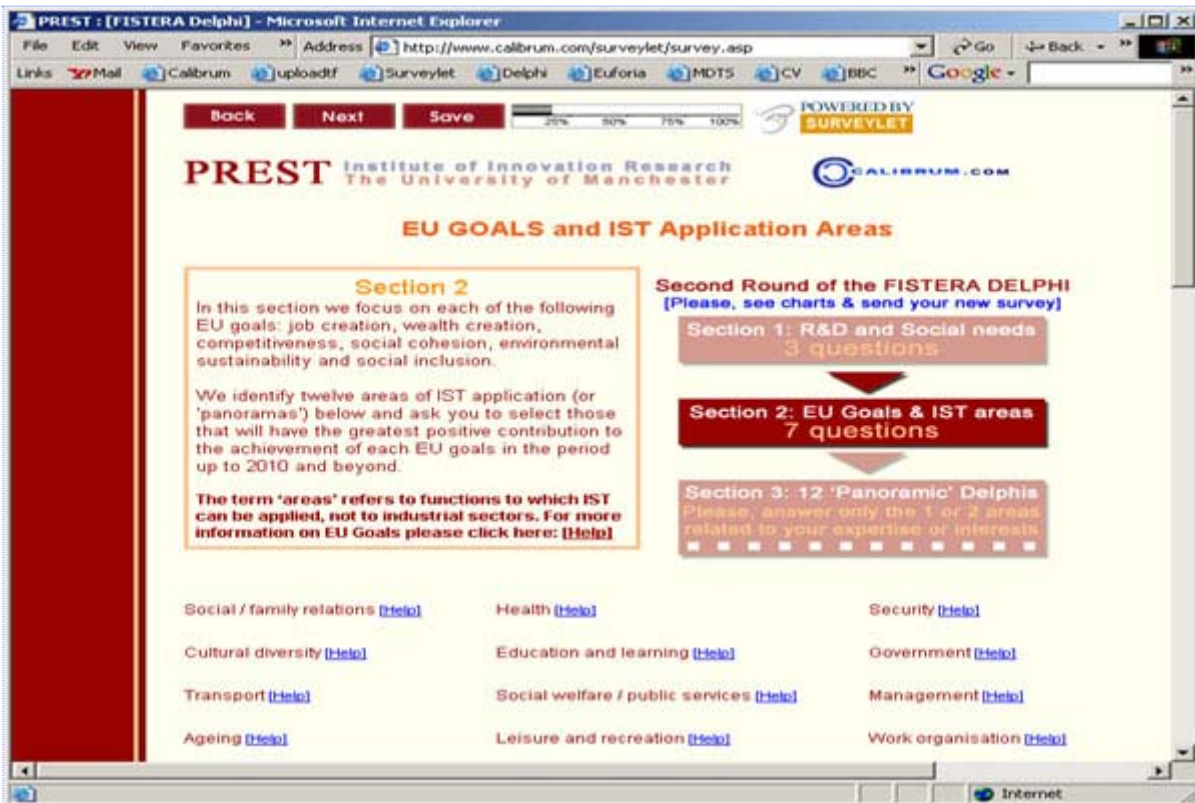 PREST : [FISTERA Delphi] - Microsoft Internet Explorer
File Edit View Favorites » Address http://www.calibrum.com/surveylet/survey.asp Go Back »
Links Mail Calibrum uploadtf Surveylet Delphi Euforia MDTS CV BBC » Google
Back Next Save 25% 50% 75% 100% POWERED BY
SURVEYLET
PREST Institute of Innovation Research
The University of Manchester
CALIBRUM.COM
EU GOALS and IST Application Areas
Section 2
In this section we focus on each of the following
EU goals: job creation, wealth creation,
competitiveness, social cohesion, environmental
sustainability and social inclusion.
We identify twelve areas of IST application (or
'panoramas') below and ask you to select those
that will have the greatest positive contribution to
the achievement of each EU goals in the period
up to 2010 and beyond.
The term 'areas' refers to functions to which IST
can be applied, not to industrial sectors. For more
information on EU Goals please click here: [Help]
Second Round of the FISTERA DELPHI
[Please, see charts & send your new survey]
Section 1: R&D and Social needs
3 questions
Section 2: EU Goals & IST areas
7 questions
Section 3: 12 'Panoramic' Delphis
Please, answer only the 1 or 2 areas
related to your expertise or interests
Social / family relations [Help] Health [Help] Security [Help]
Cultural diversity [Help] Education and learning [Help] Government [Help]
Transport [Help] Social welfare / public services [Help] Management [Help]
Ageing [Help] Leisure and recreation [Help] Work organisation [Help]
Internet